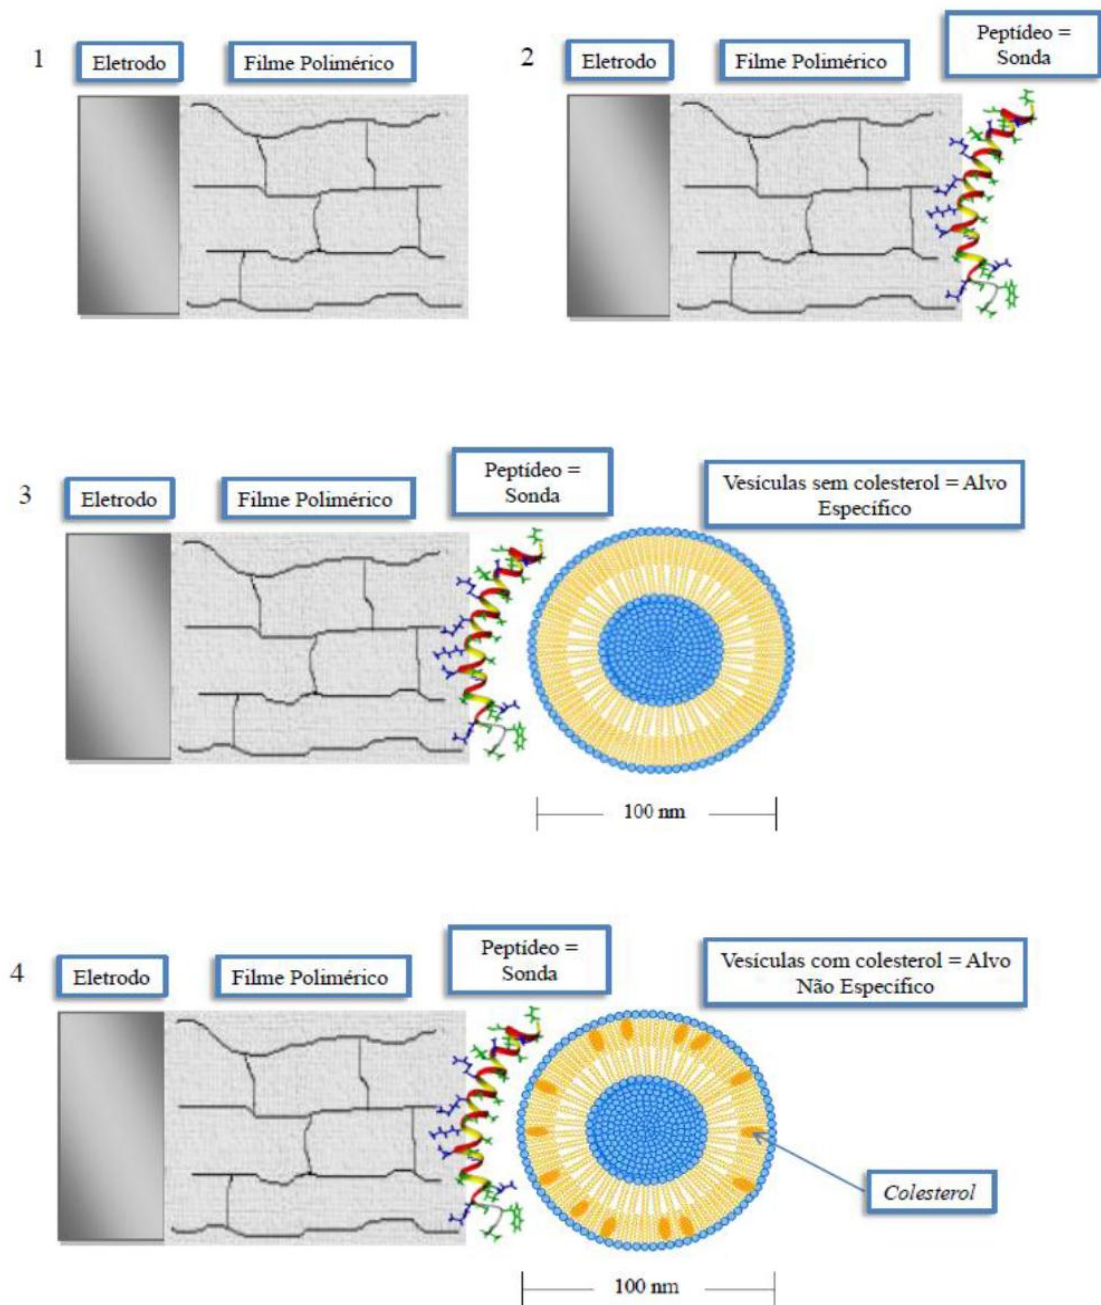 1
Eletrodo
Filme Polimérico
2
Eletrodo
Filme Polimérico
Peptídeo =
Sonda
3
Eletrodo
Filme Polimérico
Peptídeo =
Sonda
Vesículas sem colesterol = Alvo
Específico
100 nm
4
Eletrodo
Filme Polimérico
Peptídeo =
Sonda
Vesículas com colesterol = Alvo
Não Específico
Colesterol
100 nm